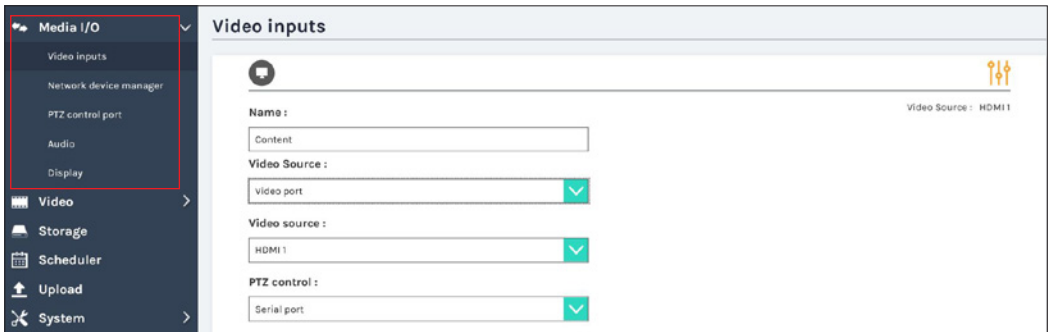 Media I/O
Video inputs
Network device manager
PTZ control port
Audio
Display
Video
Storage
Scheduler
Upload
System
Video inputs
Video Source : HDMI 1
Name :
Content
Video Source :
Video port
Video source :
HDMI 1
PTZ control :
Serial port